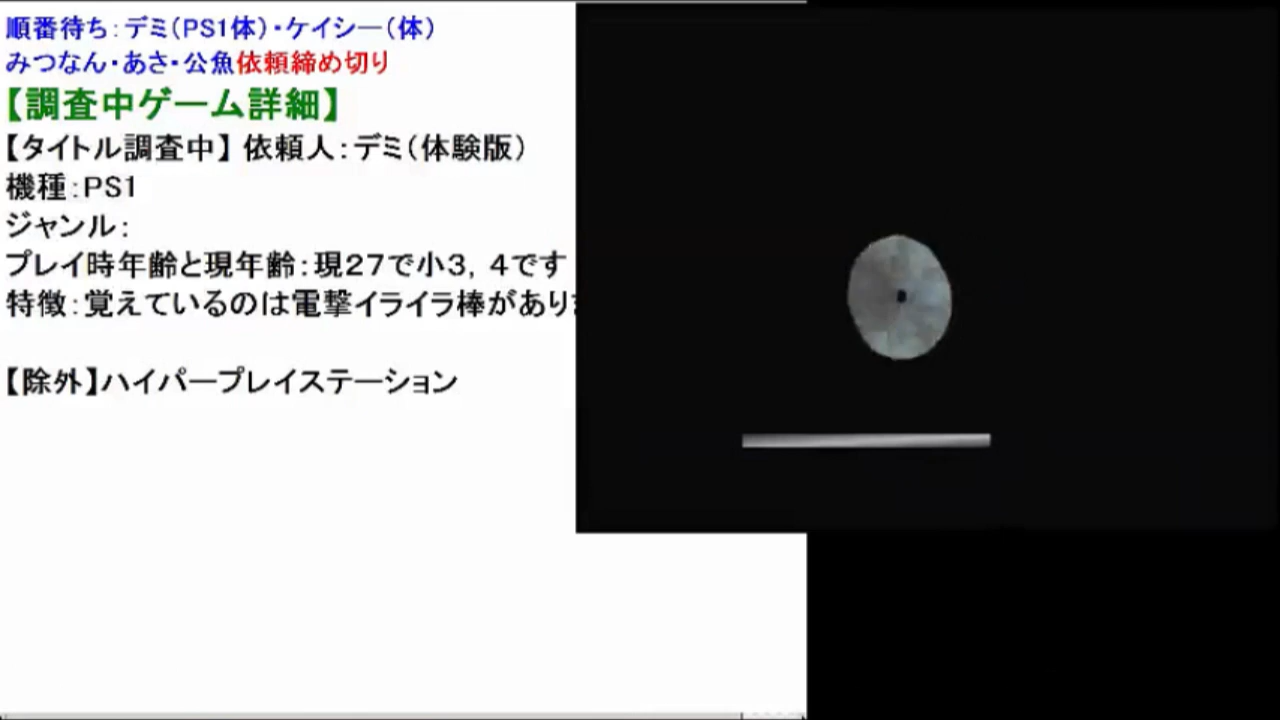 順番待ち：デミ（PS1体）・ケイシー（体）
みつなん・あさ・公魚依頼締め切り
【調査中ゲーム詳細】
【タイトル調査中】 依頼人：デミ（体験版）
機種：PS1
ジャンル：
プレイ時年齢と現年齢：現27で小3，4です
特徴：覚えているのは電撃イライラ棒があり
【除外】ハイパープレイステーション